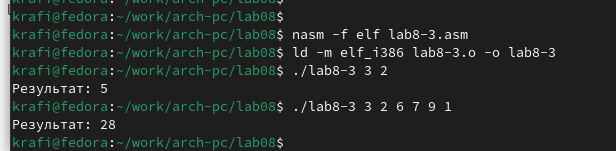 krafi@fedora:~/work/arch-pc/lab08$
krafi@fedora:~/work/arch-pc/lab08$ nasm -f elf lab8-3.asm
krafi@fedora:~/work/arch-pc/lab08$ ld -m elf_i386 lab8-3.o -o lab8-3
krafi@fedora:~/work/arch-pc/lab08$ ./lab8-3 3 2
Результат: 5
krafi@fedora:~/work/arch-pc/lab08$ ./lab8-3 3 2 6 7 9 1
Результат: 28
krafi@fedora:~/work/arch-pc/lab08$